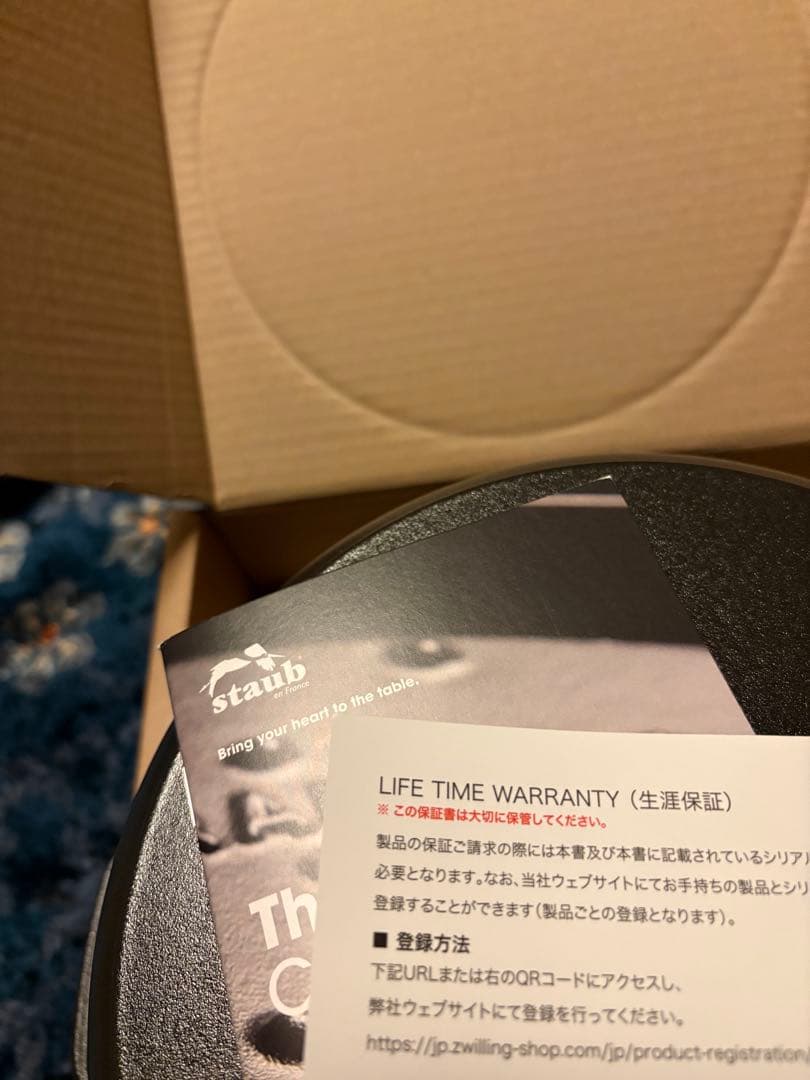 staub
en France
Bring your heart to the table.
Th
C
LIFE TIME WARRANTY（生涯保証）
※ この保証書は大切に保管してください。
製品の保証ご請求の際には本書及び本書に記載されているシリアル
必要となります。なお、当社ウェブサイトにてお手持ちの製品とシリ
登録することができます（製品ごとの登録となります）。
■ 登録方法
下記URLまたは右のQRコードにアクセスし、
弊社ウェブサイトにて登録を行ってください。
https://jp.zwilling-shop.com/jp/product-registration/